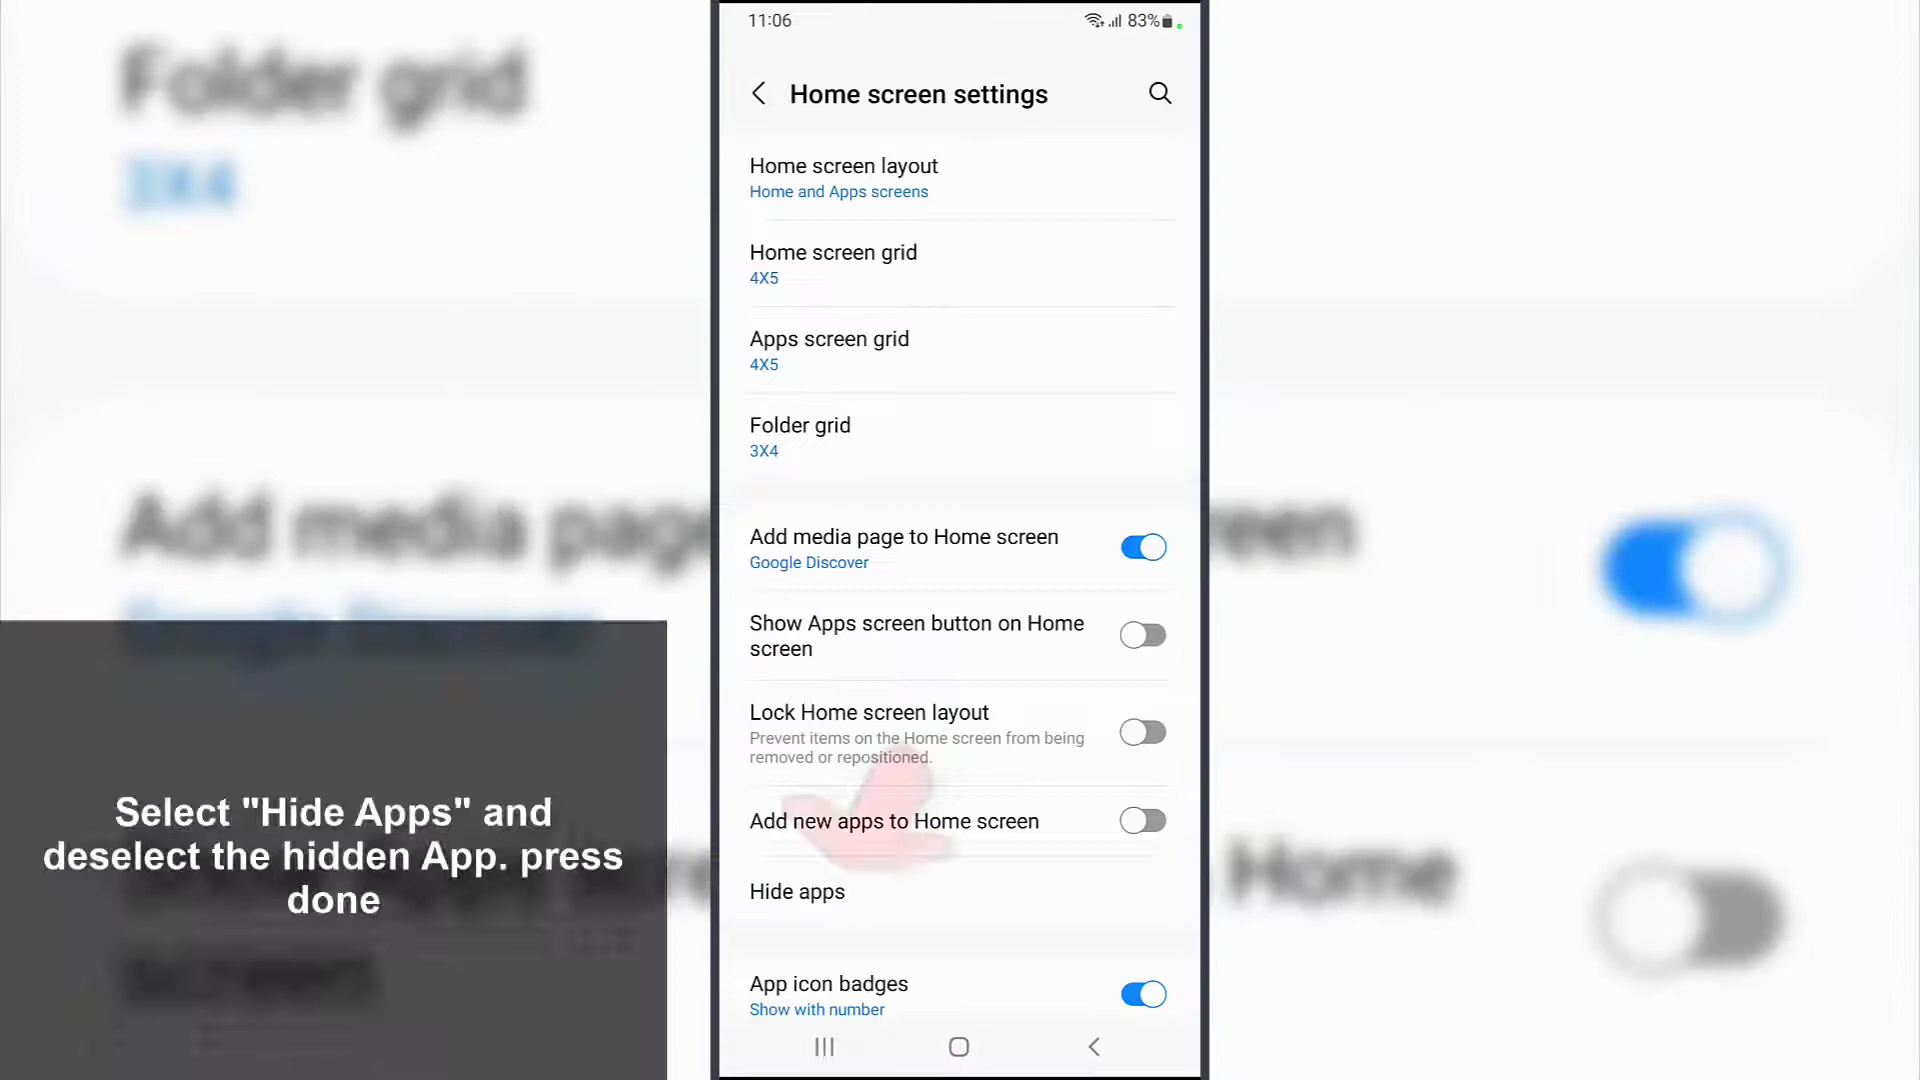 11:06
83%
Home screen settings
Home screen layout
Home and Apps screens
Home screen grid
4X5
Apps screen grid
4X5
Folder grid
3X4
Add media page to Home screen
Google Discover
Show Apps screen button on Home
screen
Lock Home screen layout
Prevent items on the Home screen from being
removed or repositioned.
Add new apps to Home screen
Hide apps
App icon badges
Show with number
Folder grid
3X4
Add media page
reen
Home
Select "Hide Apps" and
deselect the hidden App. press
done